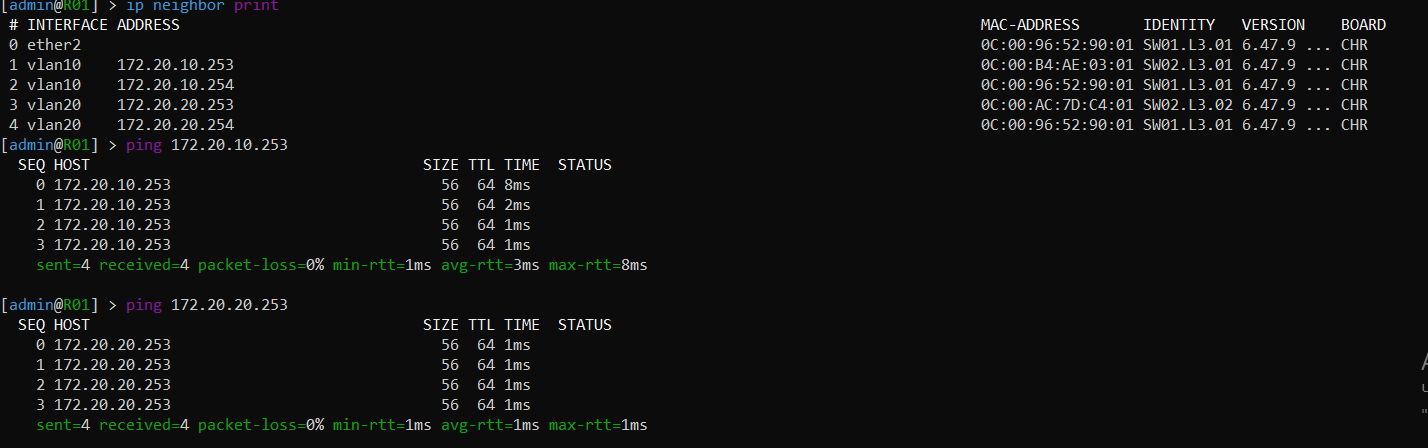 [admin@R01] > ip neighbor print
# INTERFACE ADDRESS MAC-ADDRESS IDENTITY VERSION BOARD
0 ether2 0C:00:96:52:90:01 SW01.L3.01 6.47.9 ... CHR
1 vlan10 172.20.10.253 0C:00:B4:AE:03:01 SW02.L3.01 6.47.9 ... CHR
2 vlan10 172.20.10.254 0C:00:96:52:90:01 SW01.L3.01 6.47.9 ... CHR
3 vlan20 172.20.20.253 0C:00:AC:7D:C4:01 SW02.L3.02 6.47.9 ... CHR
4 vlan20 172.20.20.254 0C:00:96:52:90:01 SW01.L3.01 6.47.9 ... CHR
[admin@R01] > ping 172.20.10.253
SEQ HOST SIZE TTL TIME STATUS
0 172.20.10.253 56 64 8ms
1 172.20.10.253 56 64 2ms
2 172.20.10.253 56 64 1ms
3 172.20.10.253 56 64 1ms
sent=4 received=4 packet-loss=0% min-rtt=1ms avg-rtt=3ms max-rtt=8ms
[admin@R01] > ping 172.20.20.253
SEQ HOST SIZE TTL TIME STATUS
0 172.20.20.253 56 64 1ms
1 172.20.20.253 56 64 1ms
2 172.20.20.253 56 64 1ms
3 172.20.20.253 56 64 1ms
sent=4 received=4 packet-loss=0% min-rtt=1ms avg-rtt=1ms max-rtt=1ms